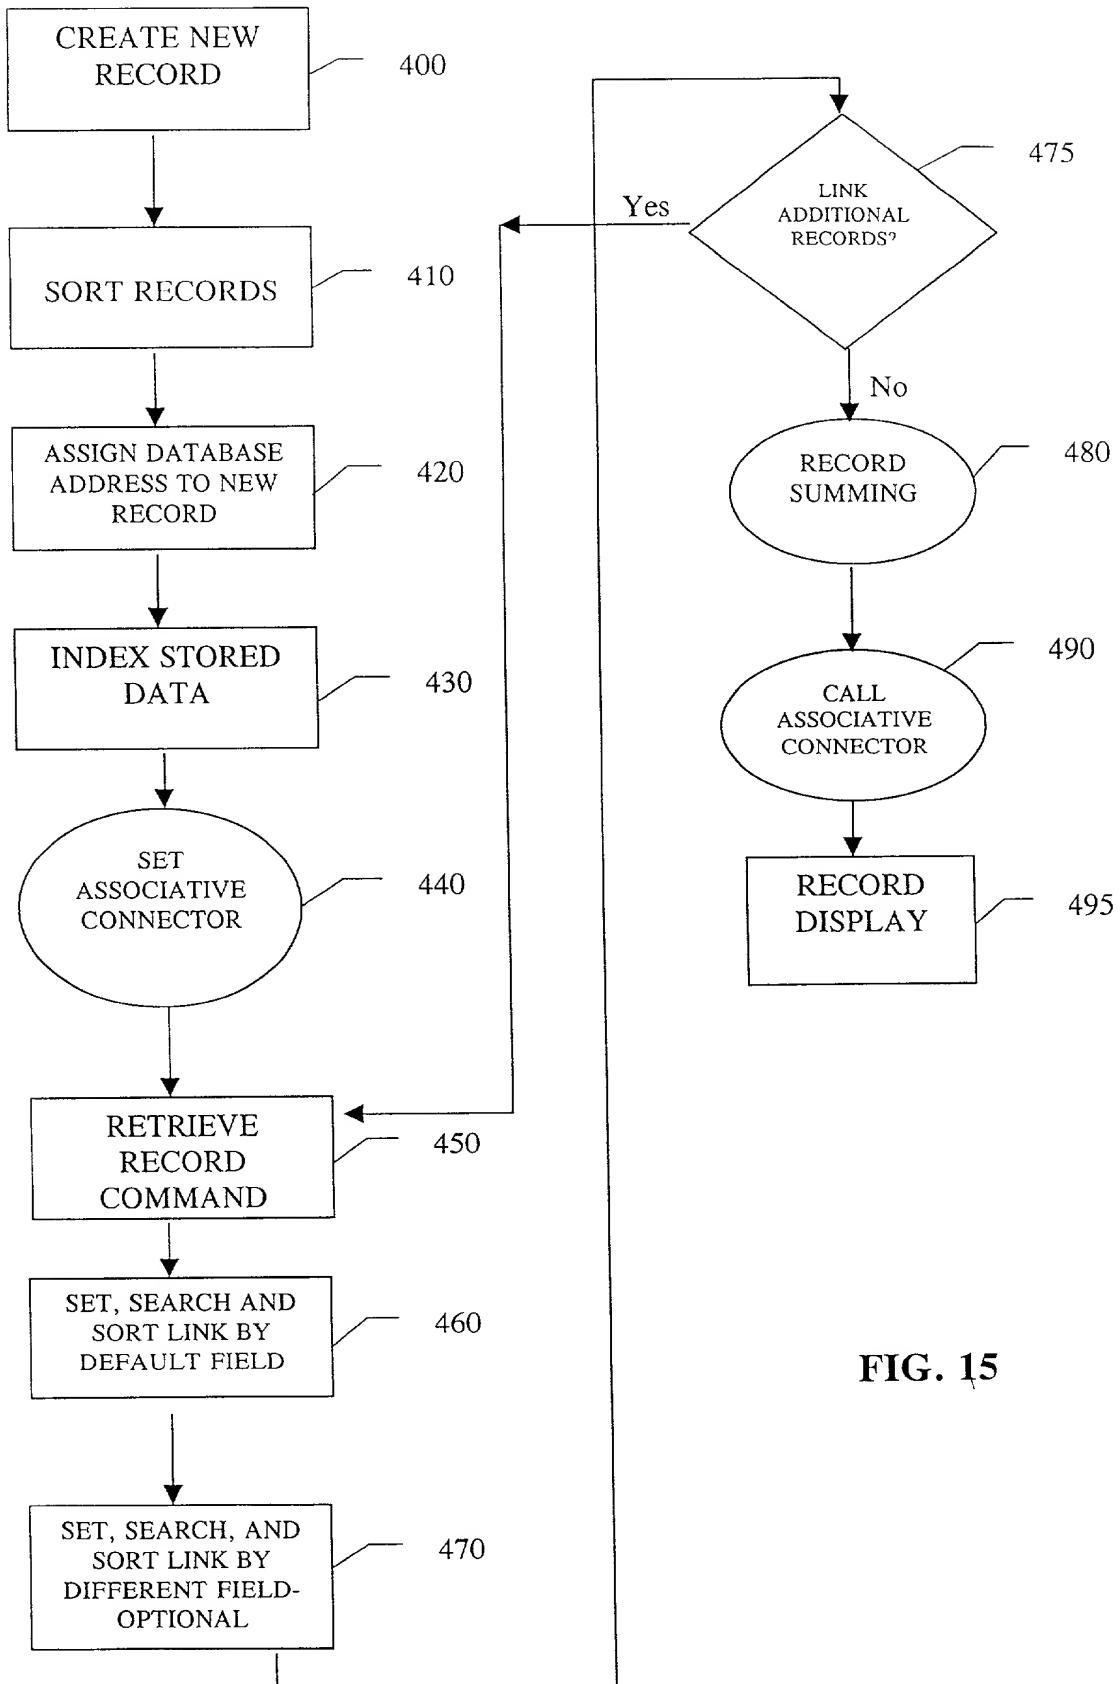 CREATE NEW
RECORD
400
SORT RECORDS
410
ASSIGN DATABASE
ADDRESS TO NEW
RECORD
420
INDEX STORED
DATA
430
SET
ASSOCIATIVE
CONNECTOR
440
RETRIEVE
RECORD
COMMAND
450
SET, SEARCH AND
SORT LINK BY
DEFAULT FIELD
460
SET, SEARCH, AND
SORT LINK BY
DIFFERENT FIELD-
OPTIONAL
470
LINK
ADDITIONAL
RECORDS?
475
Yes
No
RECORD
SUMMING
480
CALL
ASSOCIATIVE
CONNECTOR
490
RECORD
DISPLAY
495
FIG. 15